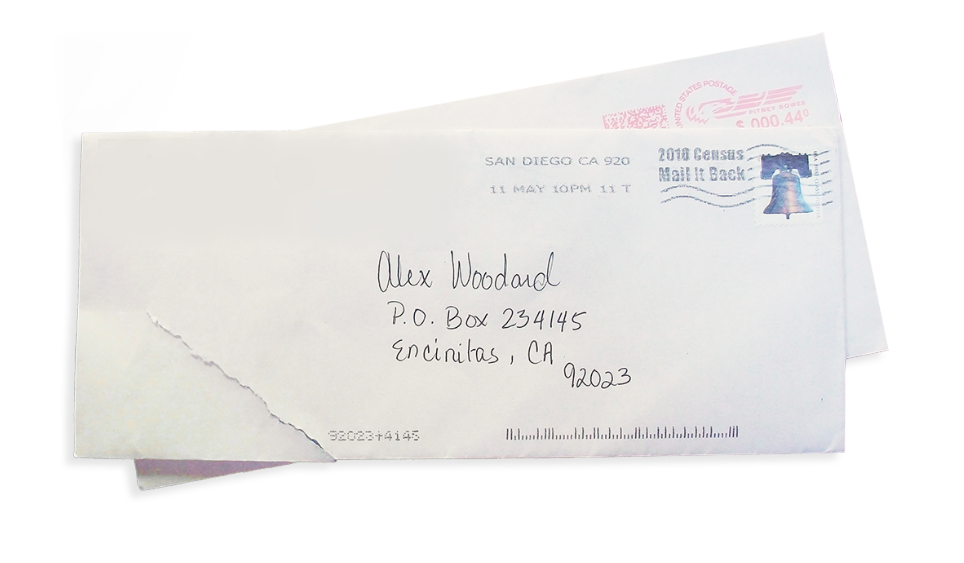 UNITED STATES POSTAGE
PITNEY BOWES
$ 000.44⁰
SAN DIEGO CA 920
11 MAY 10PM 11 T
2010 Census
Mail It Back
Alex Woodard
P.O. Box 234145
Encinitas, CA
92023
92023+4145